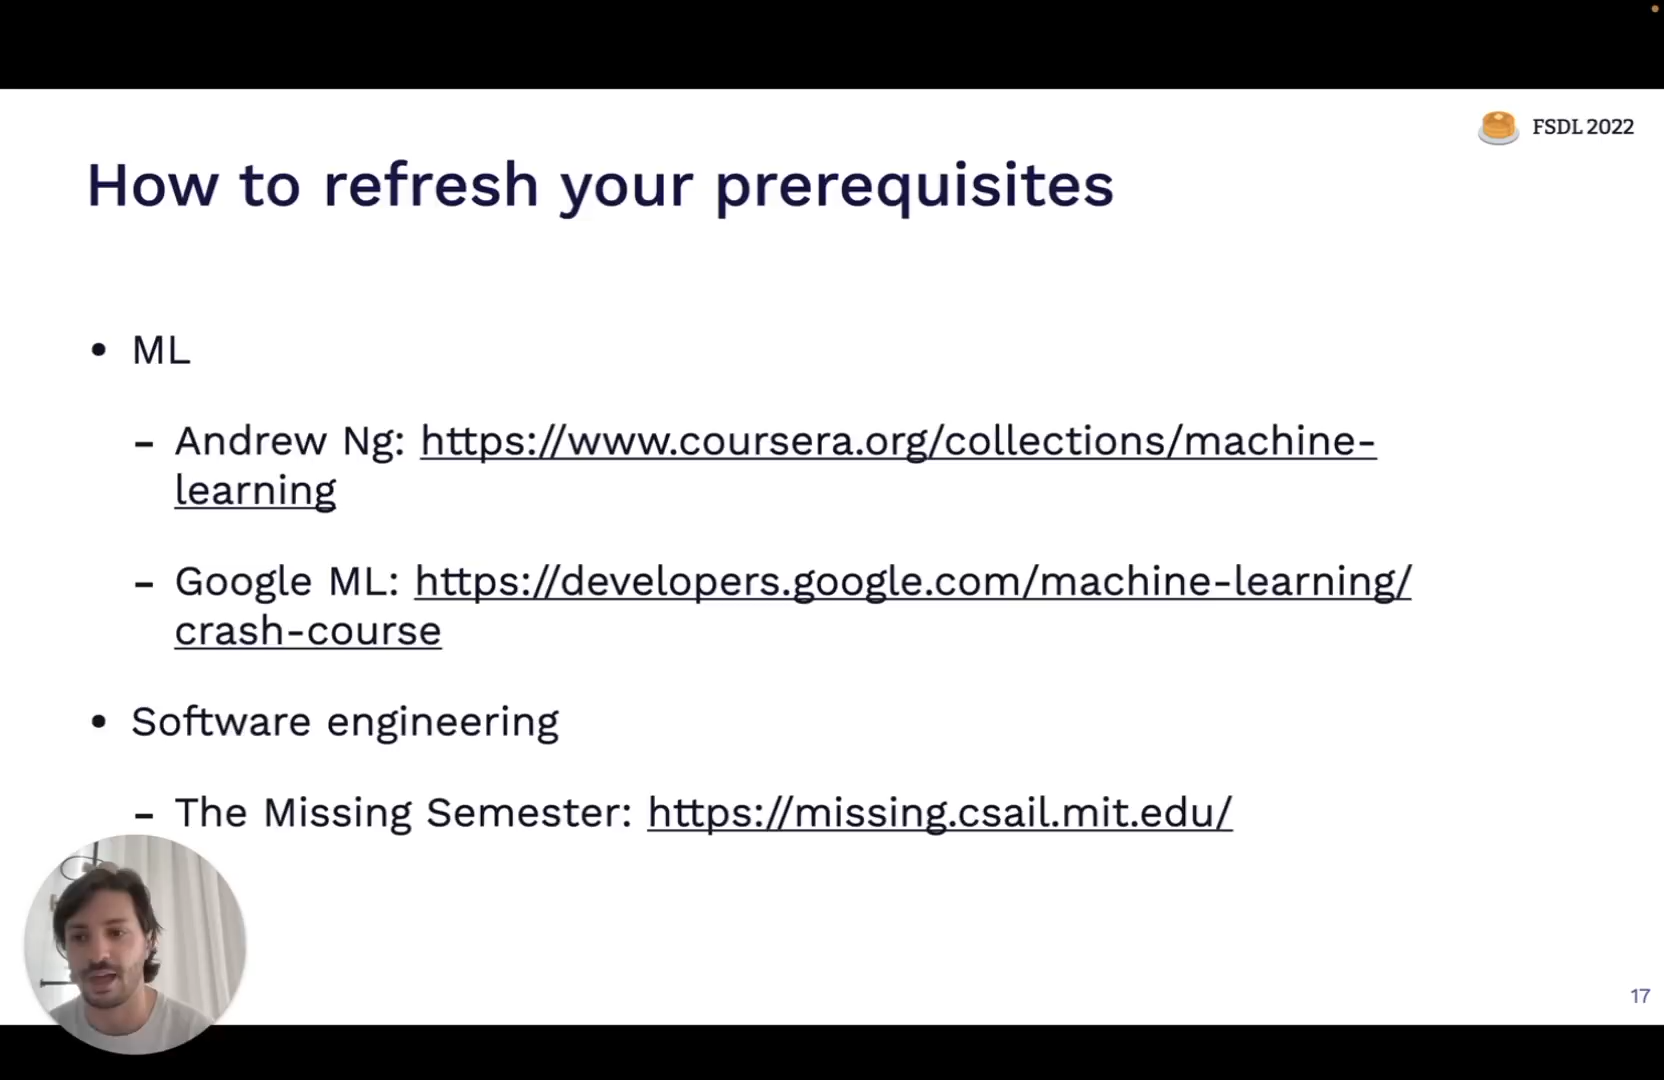 FSDL 2022
How to refresh your prerequisites
• ML
– Andrew Ng: https://www.coursera.org/collections/machine-
learning
– Google ML: https://developers.google.com/machine-learning/
crash-course
• Software engineering
– The Missing Semester: https://missing.csail.mit.edu/
17